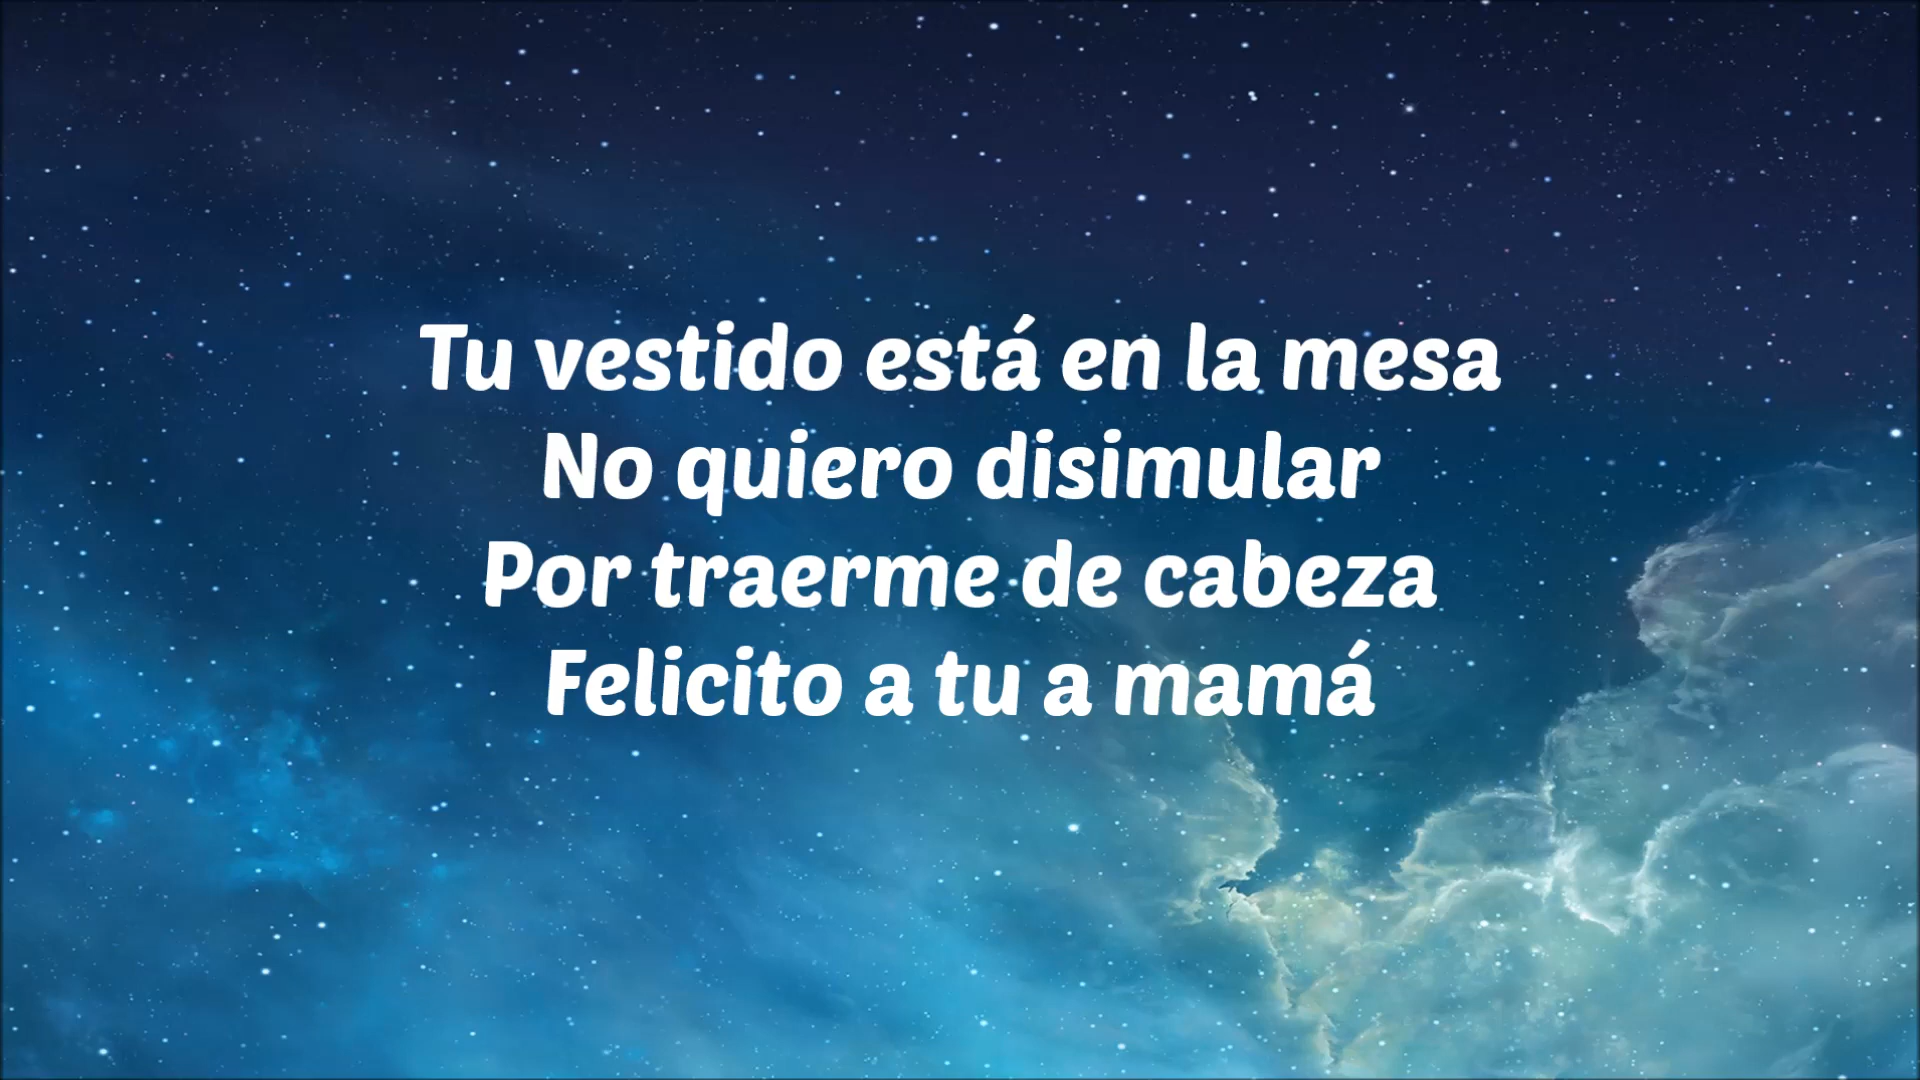 Tu vestido está en la mesa
No quiero disimular
Por traerme de cabeza
Felicito a tu a mamá